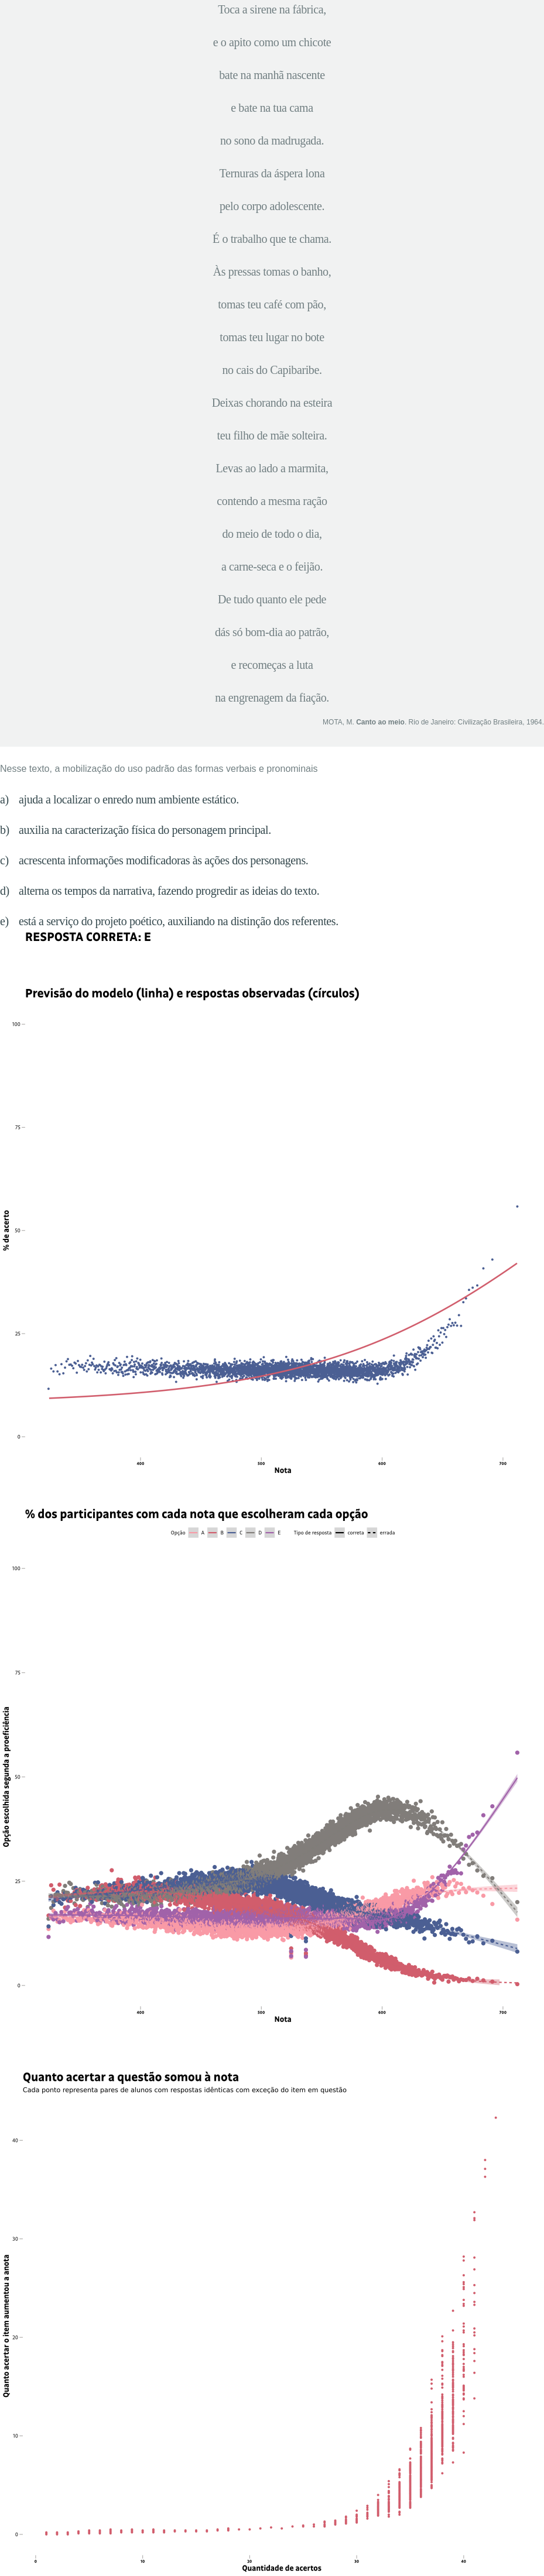 Toca a sirene na fábrica,
e o apito como um chicote
bate na manhã nascente
e bate na tua cama
no sono da madrugada.
Ternuras da áspera lona
pelo corpo adolescente.
É o trabalho que te chama.
Às pressas tomas o banho,
tomas teu café com pão,
tomas teu lugar no bote
no cais do Capibaribe.
Deixas chorando na esteira
teu filho de mãe solteira.
Levas ao lado a marmita,
contendo a mesma ração
do meio de todo o dia,
a carne-seca e o feijão.
De tudo quanto ele pede
dás só bom-dia ao patrão,
e recomeças a luta
na engrenagem da fiação.
MOTA, M. Canto ao meio. Rio de Janeiro: Civilização Brasileira, 1964.
Nesse texto, a mobilização do uso padrão das formas verbais e pronominais
a) ajuda a localizar o enredo num ambiente estático.
b) auxilia na caracterização física do personagem principal.
c) acrescenta informações modificadoras às ações dos personagens.
d) alterna os tempos da narrativa, fazendo progredir as ideias do texto.
e) está a serviço do projeto poético, auxiliando na distinção dos referentes.
RESPOSTA CORRETA: E
Previsão do modelo (linha) e respostas observadas (círculos)
100
75
50
25
0
% de acerto
400 500 600 700
Nota
% dos participantes com cada nota que escolheram cada opção
Opção A B C D E Tipo de resposta correta errada
100
75
50
25
0
Opção escolhida segunda a proeficiência
400 500 600 700
Nota
Quanto acertar a questão somou à nota
Cada ponto representa pares de alunos com respostas idênticas com exceção do item em questão
40
30
20
10
0
Quanto acertar o item aumentou a anota
0 10 20 30 40
Quantidade de acertos